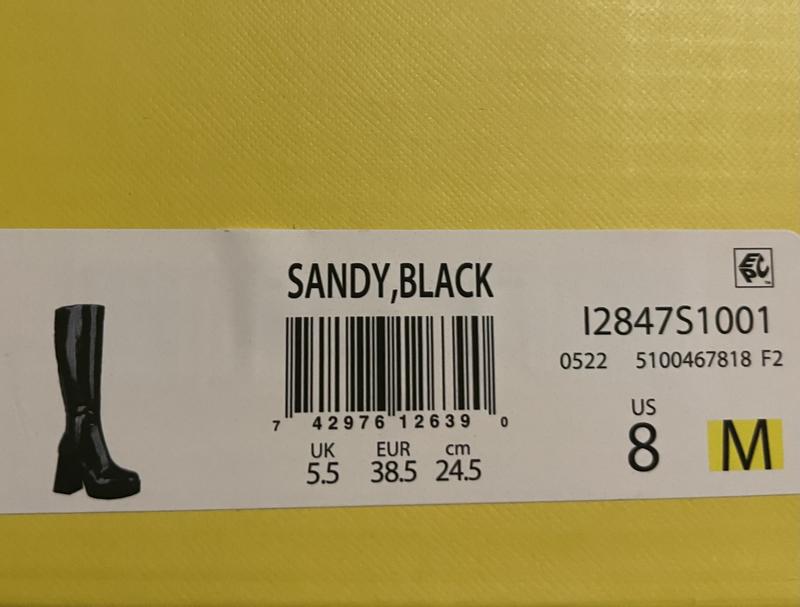 SANDY,BLACK
EPC
I2847S1001
0522 5100467818 F2
7 42976 12639 0
UK EUR cm
5.5 38.5 24.5
US
8 M